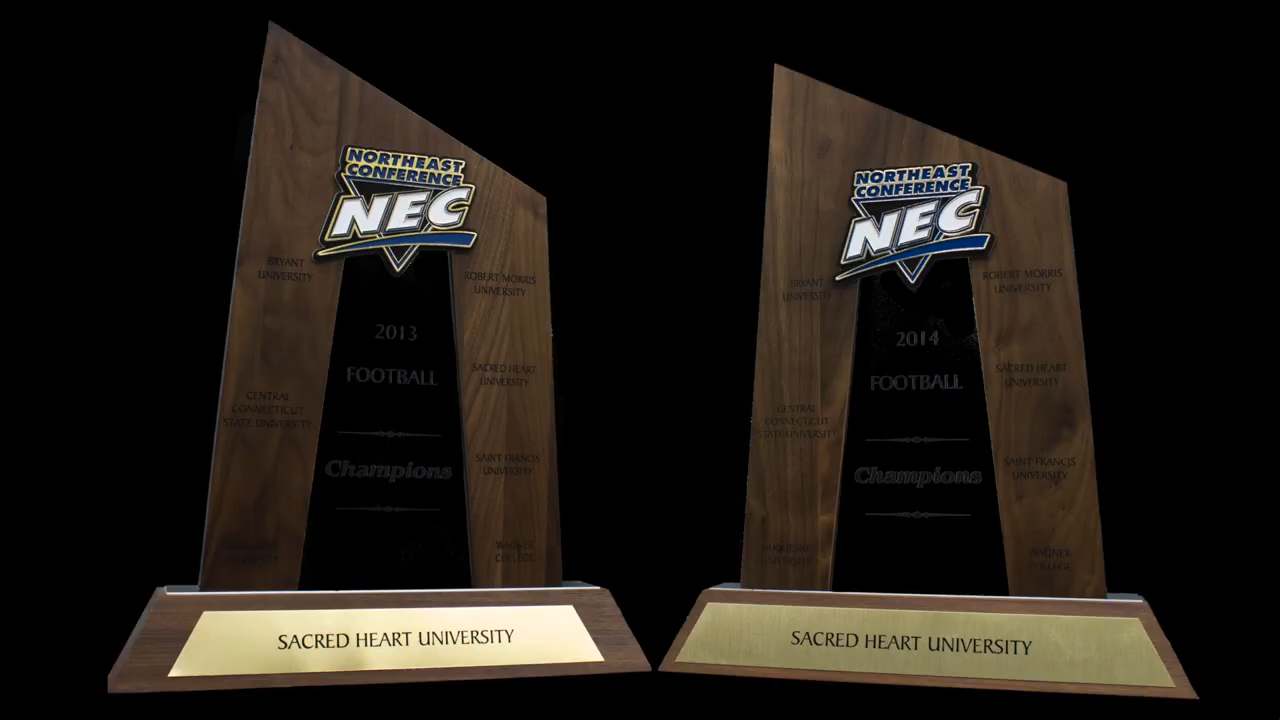 NORTHEAST
CONFERENCE
NEC
BRYANT
UNIVERSITY
ROBERT MORRIS
UNIVERSITY
2013
FOOTBALL
SACRED HEART
UNIVERSITY
CENTRAL
CONNECTICUT
STATE UNIVERSITY
Champions
SAINT FRANCIS
UNIVERSITY
WAGNER
COLLEGE
SACRED HEART UNIVERSITY
NORTHEAST
CONFERENCE
NEC
BRYANT
UNIVERSITY
ROBERT MORRIS
UNIVERSITY
2014
FOOTBALL
SACRED HEART
UNIVERSITY
CENTRAL
CONNECTICUT
STATE UNIVERSITY
Champions
SAINT FRANCIS
UNIVERSITY
DUQUESNE
UNIVERSITY
WAGNER
COLLEGE
SACRED HEART UNIVERSITY